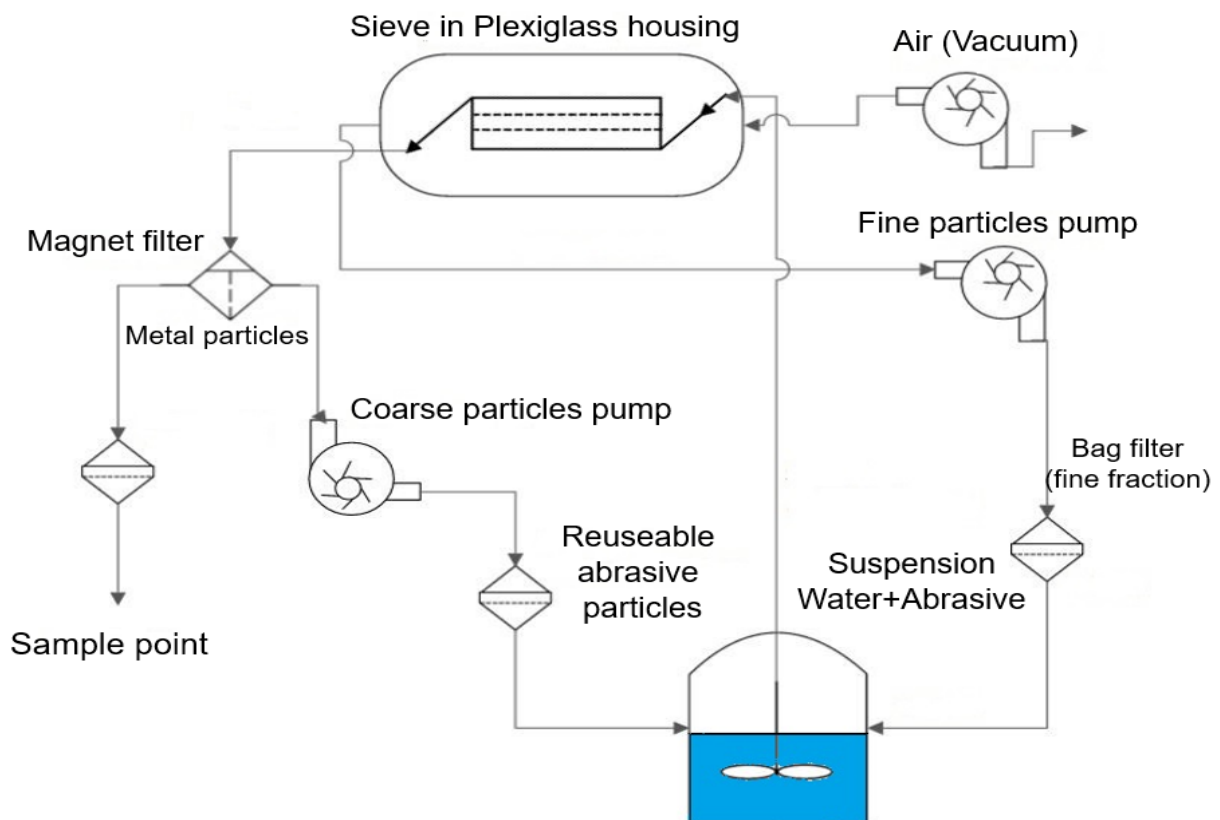 Sieve in Plexiglass housing
Air (Vacuum)
Fine particles pump
Magnet filter
Metal particles
Coarse particles pump
Bag filter
(fine fraction)
Reuseable
abrasive
particles
Suspension
Water+Abrasive
Sample point